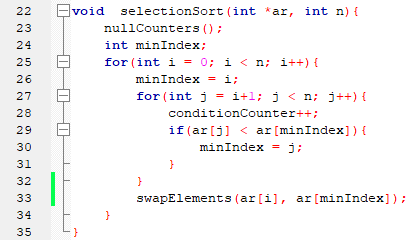 22 void  selectionSort(int *ar, int n){
23     nullCounters();
24     int minIndex;
25     for(int i = 0; i < n; i++){
26         minIndex = i;
27         for(int j = i+1; j < n; j++){
28             conditionCounter++;
29             if(ar[j] < ar[minIndex]){
30                 minIndex = j;
31             }
32         }
33         swapElements(ar[i], ar[minIndex]);
34     }
35 }